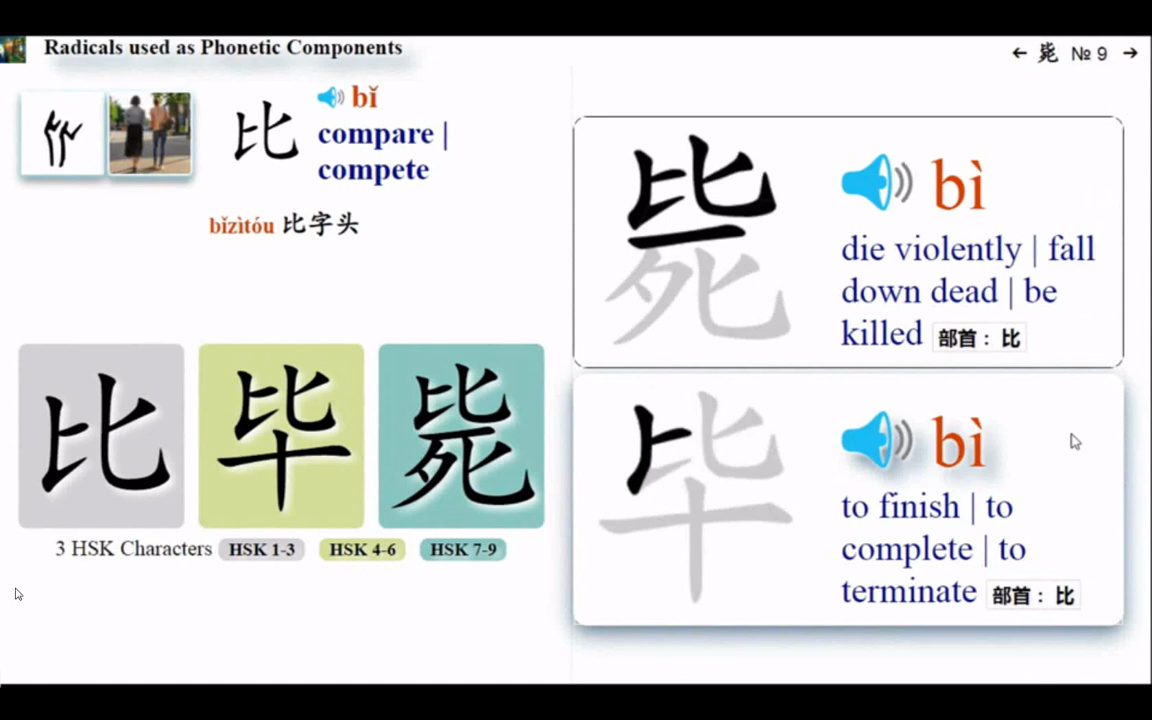 Radicals used as Phonetic Components
← 毙 № 9 →
比
bǐ
compare |
compete
bǐzìtóu 比字头
比 毕 毙
3 HSK Characters HSK 1-3 HSK 4-6 HSK 7-9
毙
bì
die violently | fall
down dead | be
killed 部首： 比
毕
bì
to finish | to
complete | to
terminate 部首： 比